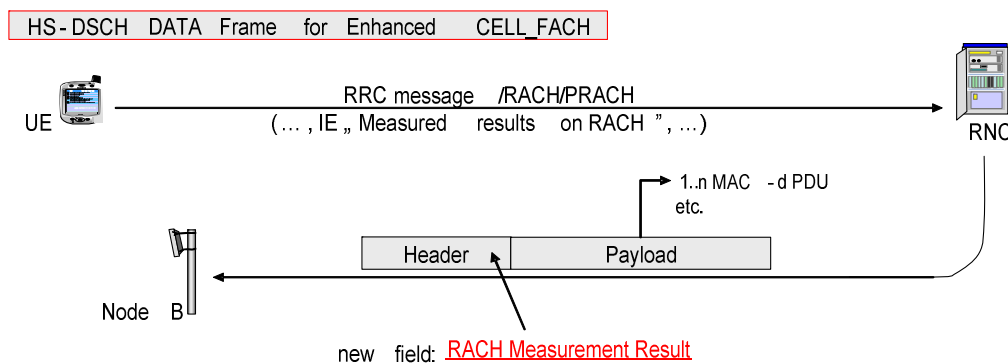 HS-DSCH DATA Frame for Enhanced CELL_FACH
RRC message /RACH/PRACH
UE
(... , IE „ Measured results on RACH ", ...)
RNC
1..n MAC -d PDU
etc.
Header
Payload
Node B
new field: RACH Measurement Result